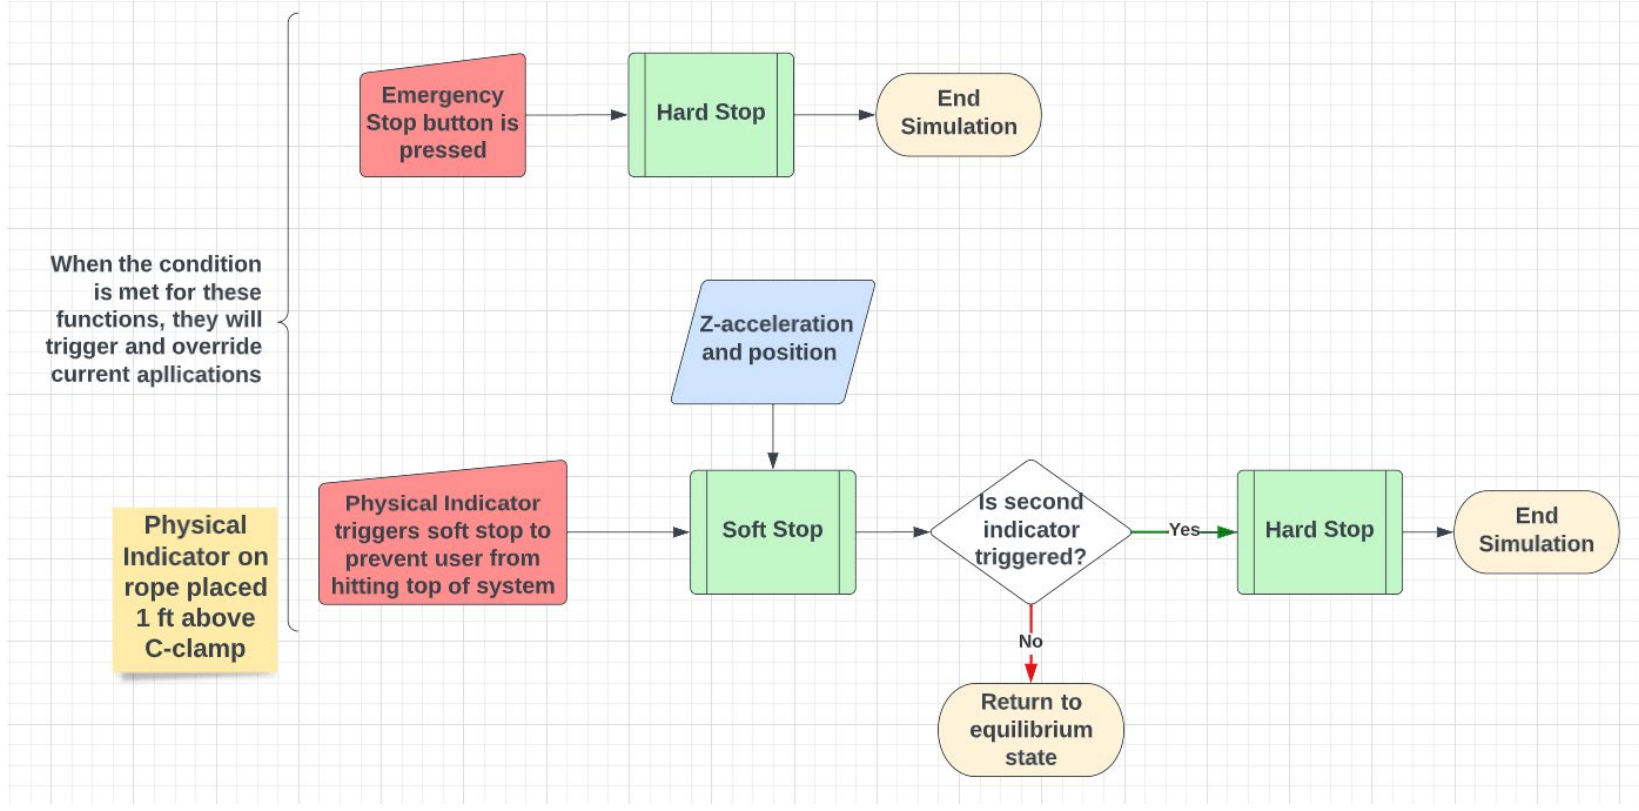 Emergency
Stop button is
pressed
Hard Stop
End
Simulation
When the condition
is met for these
functions, they will
trigger and override
current apllications
Z-acceleration
and position
Physical Indicator
triggers soft stop to
prevent user from
hitting top of system
Soft Stop
Is second
indicator
triggered?
Yes
Hard Stop
End
Simulation
No
Return to
equilibrium
state
Physical
Indicator on
rope placed
1 ft above
C-clamp